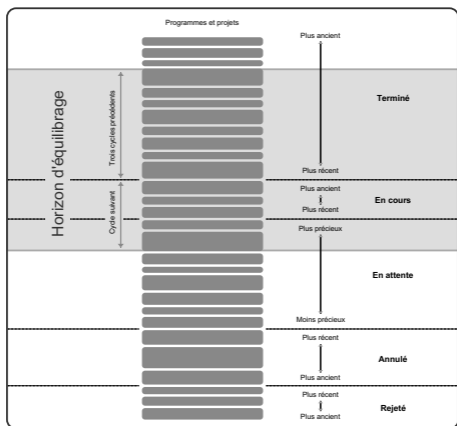 Programmes et projets
Plus ancien
Terminé
Horizon d'équilibrage
Trois cycles précédents
Plus récent
Plus ancien
En cours
Plus récent
Cycle suivant
Plus précieux
En attente
Moins précieux
Plus récent
Annulé
Plus ancien
Plus récent
Rejeté
Plus ancien